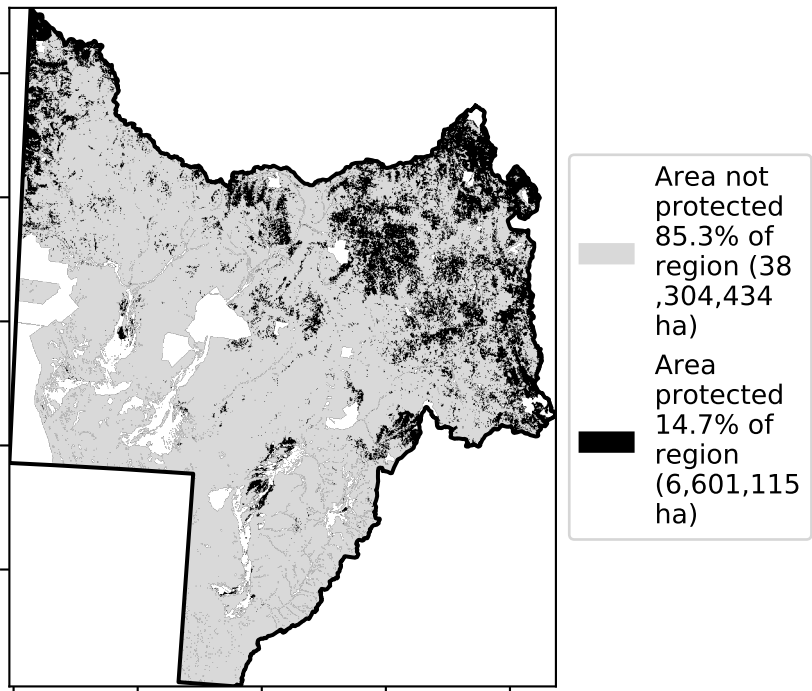 Area not
protected
85.3% of
region (38
,304,434
ha)
Area
protected
14.7% of
region
(6,601,115
ha)